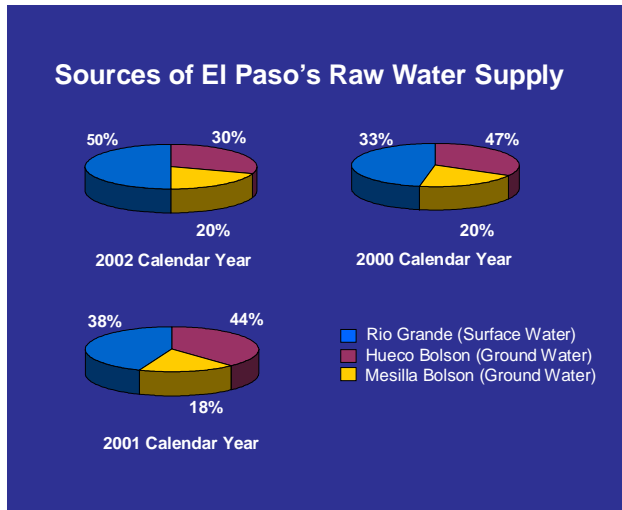 Sources of El Paso's Raw Water Supply
50%
30%
20%
2002 Calendar Year
33%
47%
20%
2000 Calendar Year
38%
44%
18%
2001 Calendar Year
Rio Grande (Surface Water)
Hueco Bolson (Ground Water)
Mesilla Bolson (Ground Water)